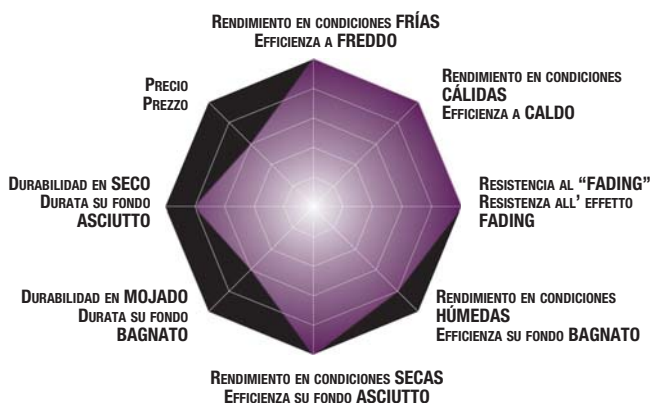 RENDIMIENTO EN CONDICIONES FRÍAS
EFFICIENZA A FREDDO
RENDIMIENTO EN CONDICIONES
CÁLIDAS
EFFICIENZA A CALDO
RESISTENCIA AL “FADING”
RESISTENZA ALL’ EFFETTO
FADING
RENDIMIENTO EN CONDICIONES
HÚMEDAS
EFFICIENZA SU FONDO BAGNATO
RENDIMIENTO EN CONDICIONES SECAS
EFFICIENZA SU FONDO ASCIUTTO
DURABILIDAD EN MOJADO
DURATA SU FONDO
BAGNATO
DURABILIDAD EN SECO
DURATA SU FONDO
ASCIUTTO
PRECIO
PREZZO